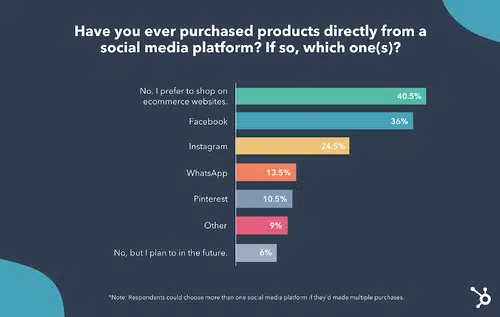 Have you ever purchased products directly from a
social media platform? If so, which one(s)?
No. I prefer to shop on
ecommerce websites.
40.5%
Facebook
36%
Instagram
24.5%
WhatsApp
13.5%
Pinterest
10.5%
Other
9%
No, but I plan to in the future.
6%
*Note: Respondents could choose more than one social media platform if they'd made multiple purchases.